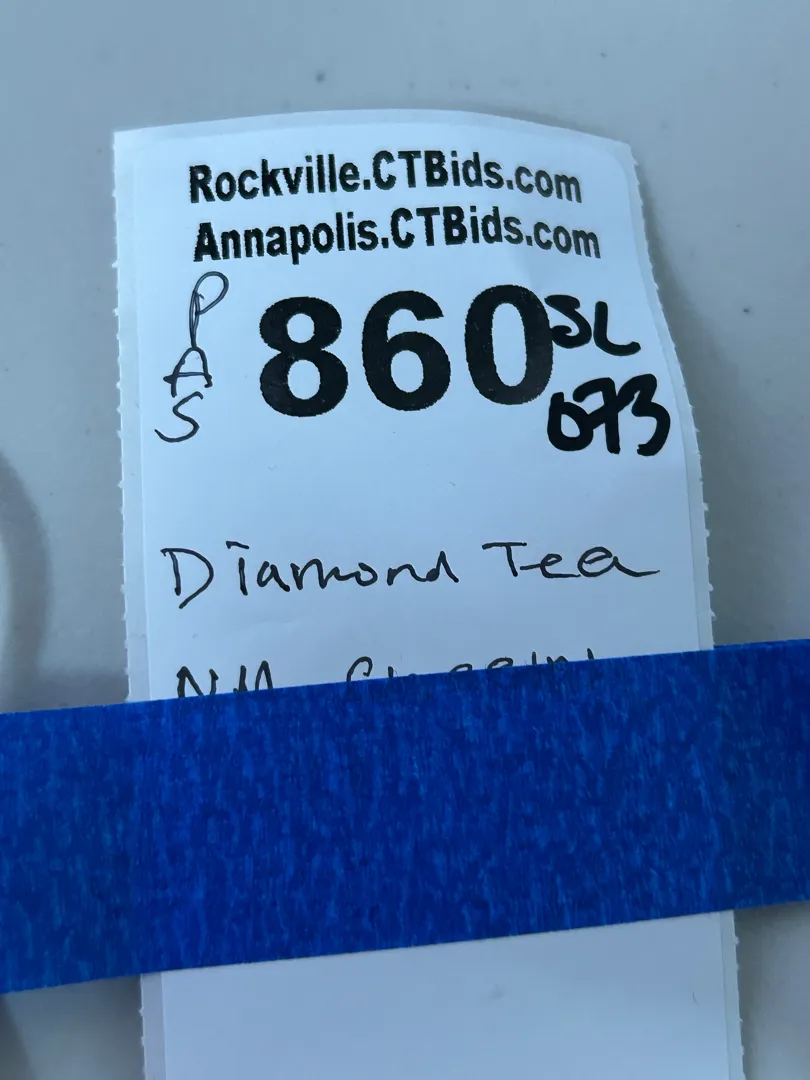 Rockville.CTBids.com
Annapolis.CTBids.com
PAS
860
SL
073
Diamond Tea